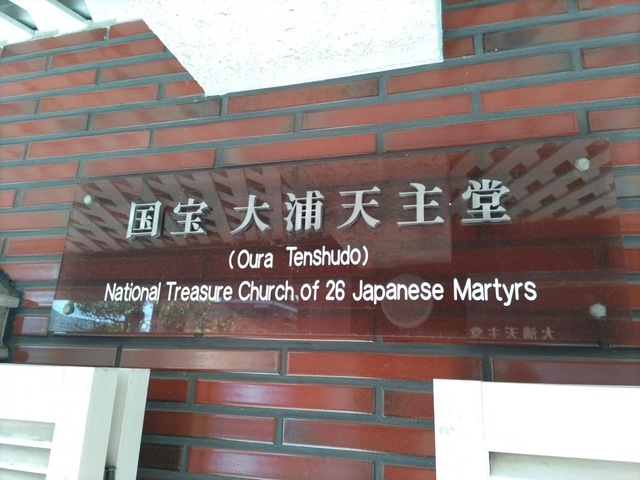 国宝 大浦天主堂
(Oura Tenshudo)
National Treasure Church of 26 Japanese Martyrs